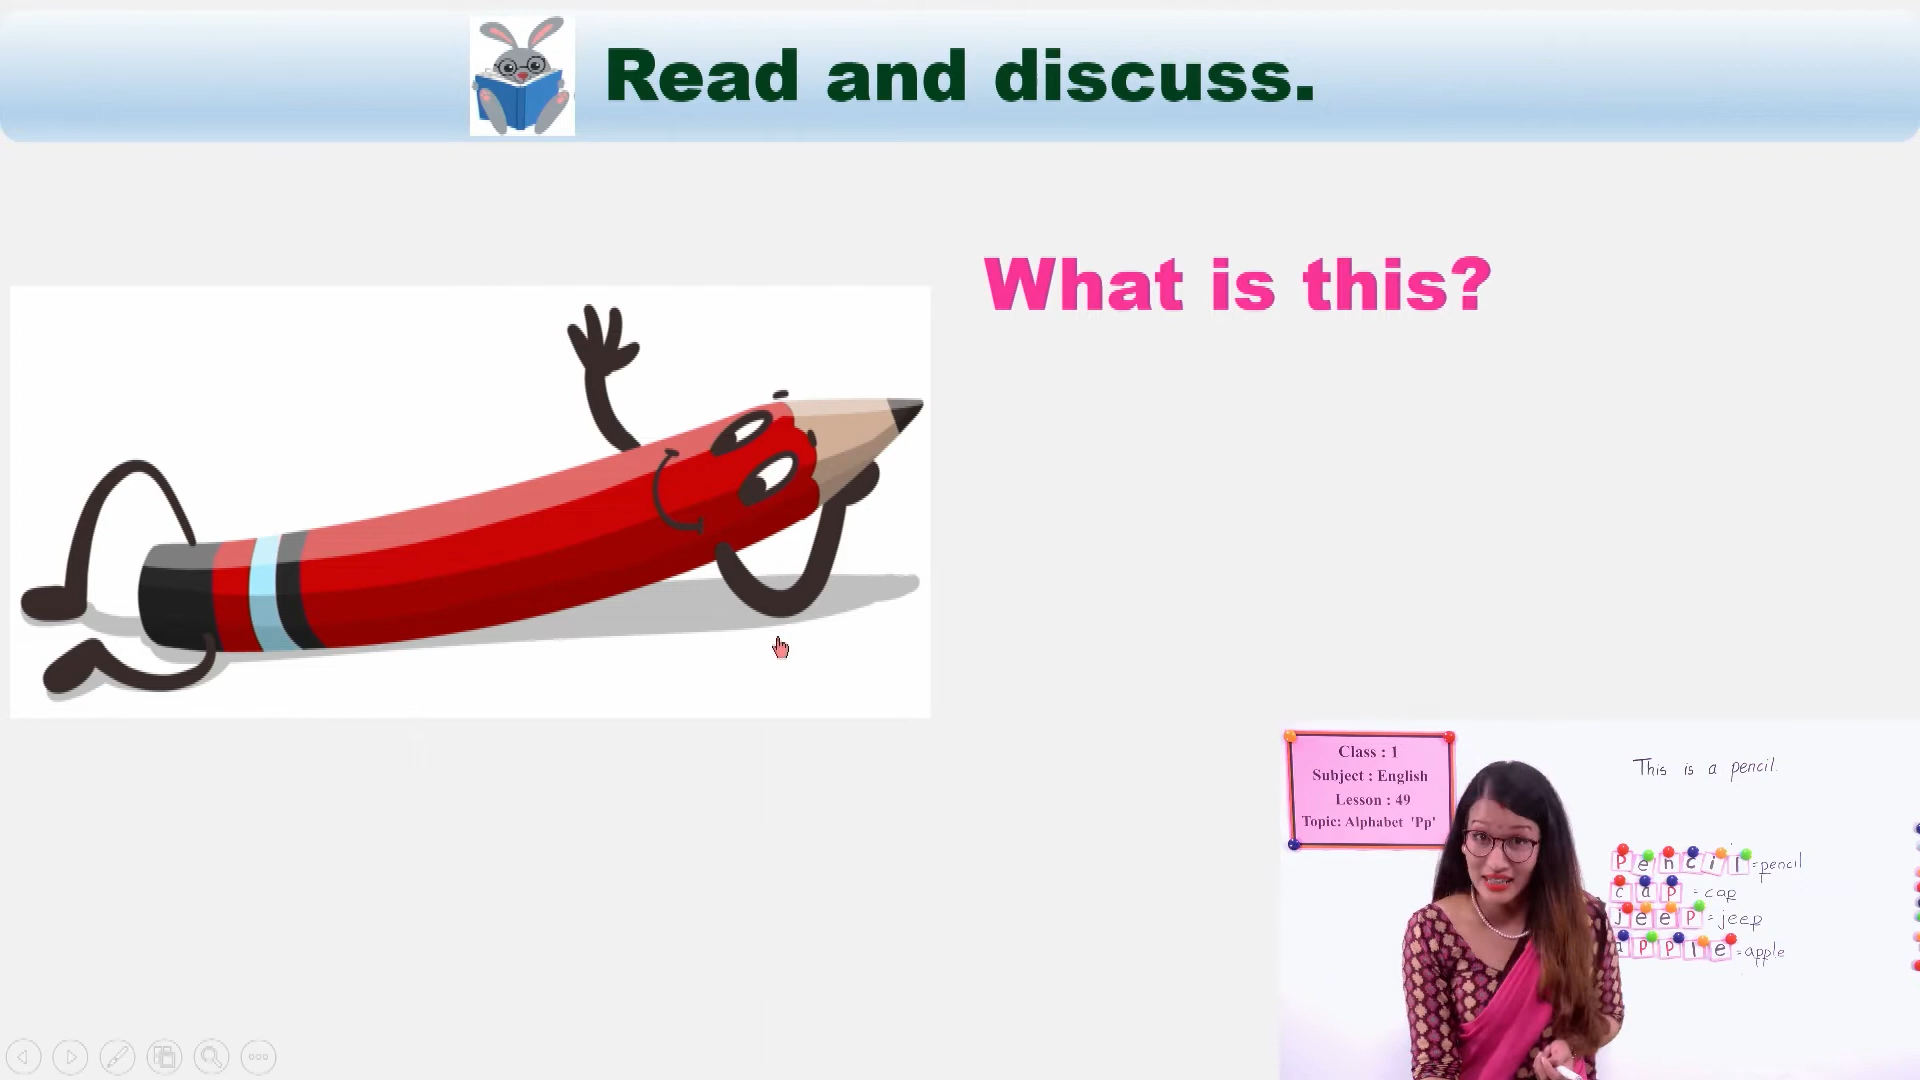 Read and discuss.
What is this?
Class : 1
Subject : English
Lesson : 49
Topic: Alphabet 'Pp'
This is a pencil.
Pencil = pencil
cap = cap
jeeP = jeep
apple = apple